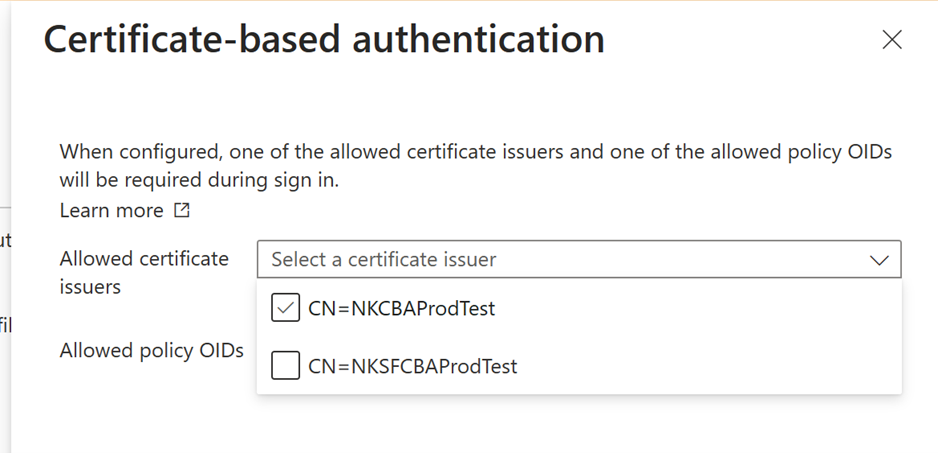 Certificate-based authentication
When configured, one of the allowed certificate issuers and one of the allowed policy OIDs
will be required during sign in.
Learn more
Allowed certificate
issuers
Select a certificate issuer
CN=NKCBAProdTest
Allowed policy OIDs
CN=NKSFCBAProdTest